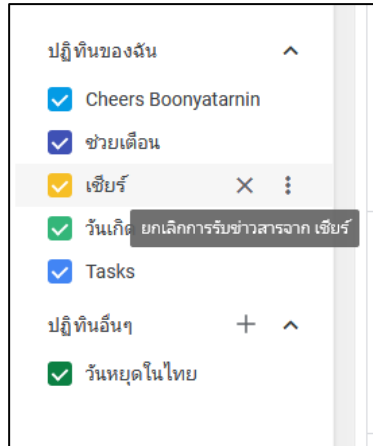 ปฏิทินของฉัน
Cheers Boonyatarnin
ช่วยเตือน
เชียร์
วันเกิด
ยกเลิกการรับข่าวสารจาก เชียร์
Tasks
ปฏิทินอื่นๆ
วันหยุดในไทย